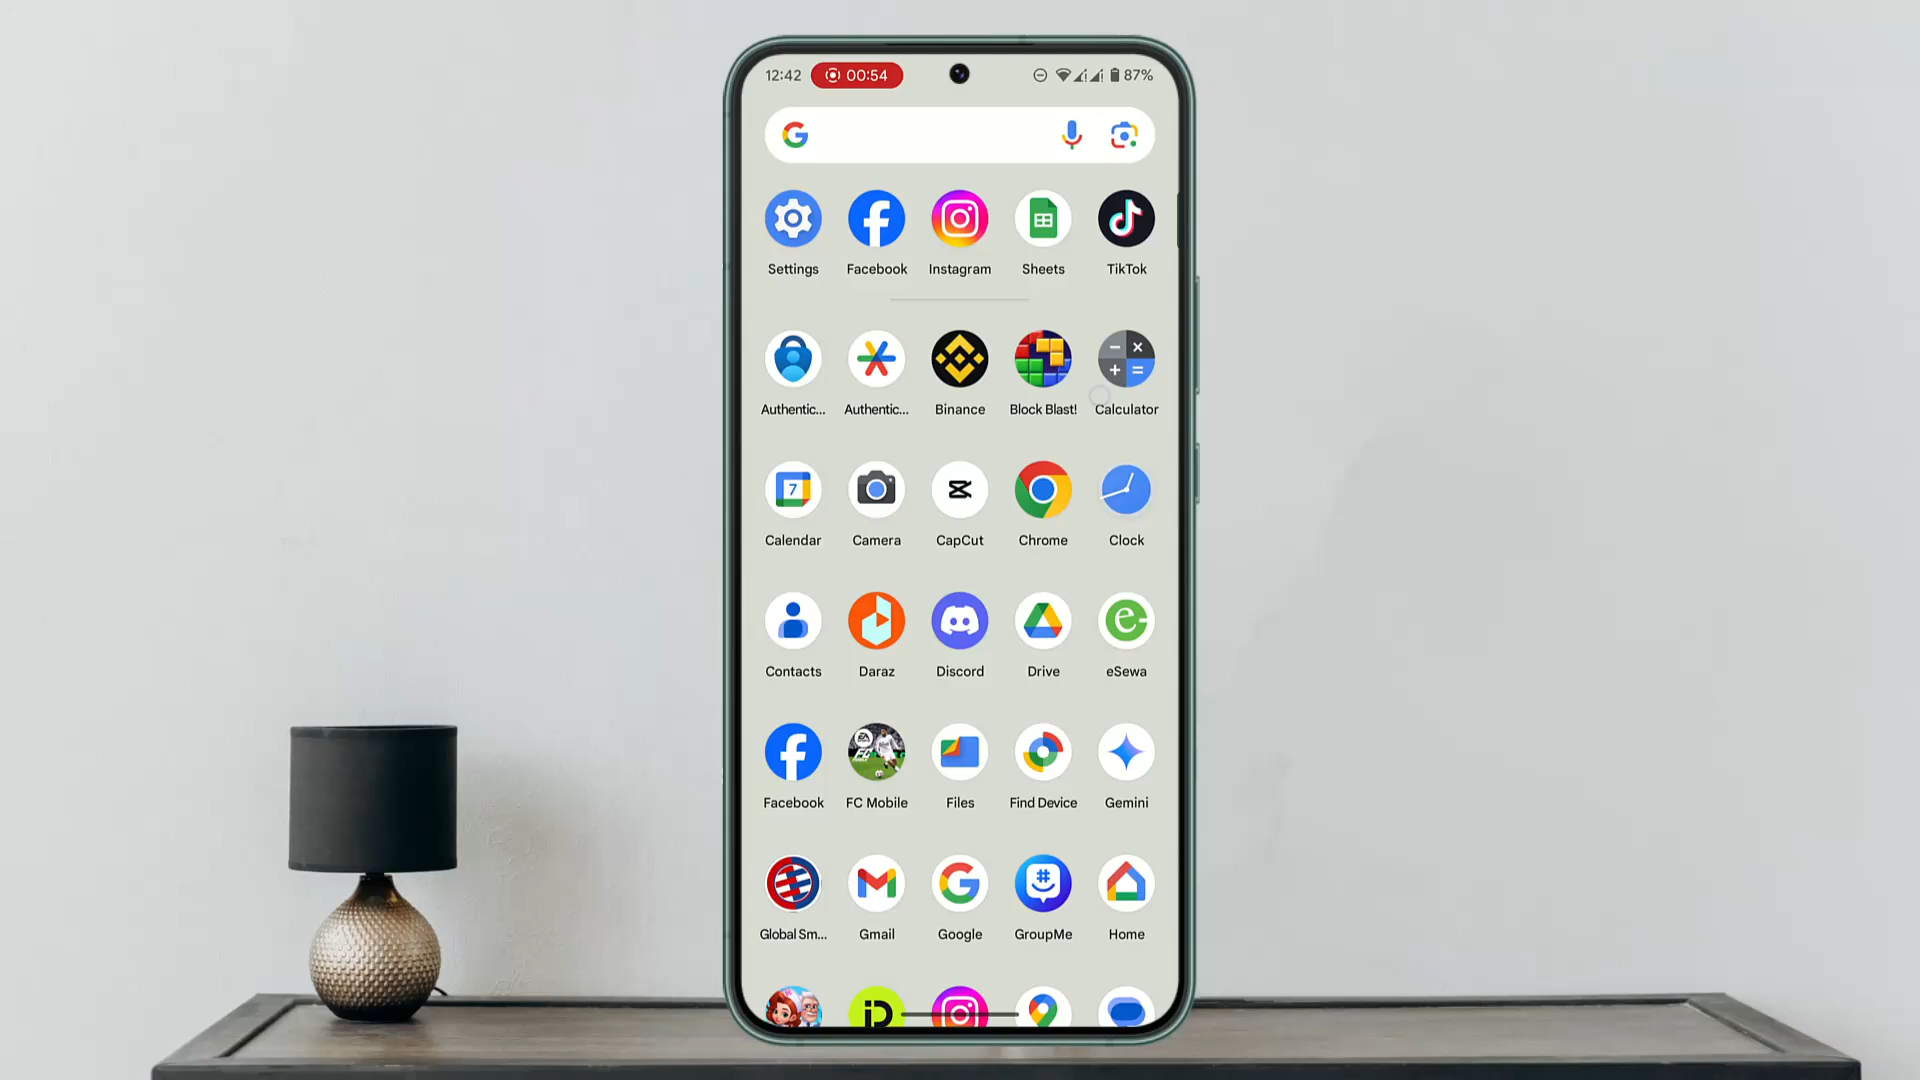 12:42 00:54 87%
Settings Facebook Instagram Sheets TikTok
Authentic... Authentic... Binance Block Blast! Calculator
7
Calendar Camera CapCut Chrome Clock
Contacts Daraz Discord Drive eSewa
Facebook FC Mobile Files Find Device Gemini
Global Sm... Gmail Google GroupMe Home